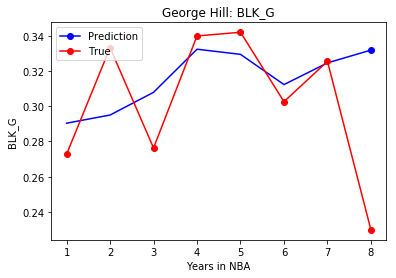 George Hill: BLK_G
Prediction
True
0.34
0.32
0.30
0.28
0.26
0.24
BLK_G
1 2 3 4 5 6 7 8
Years in NBA